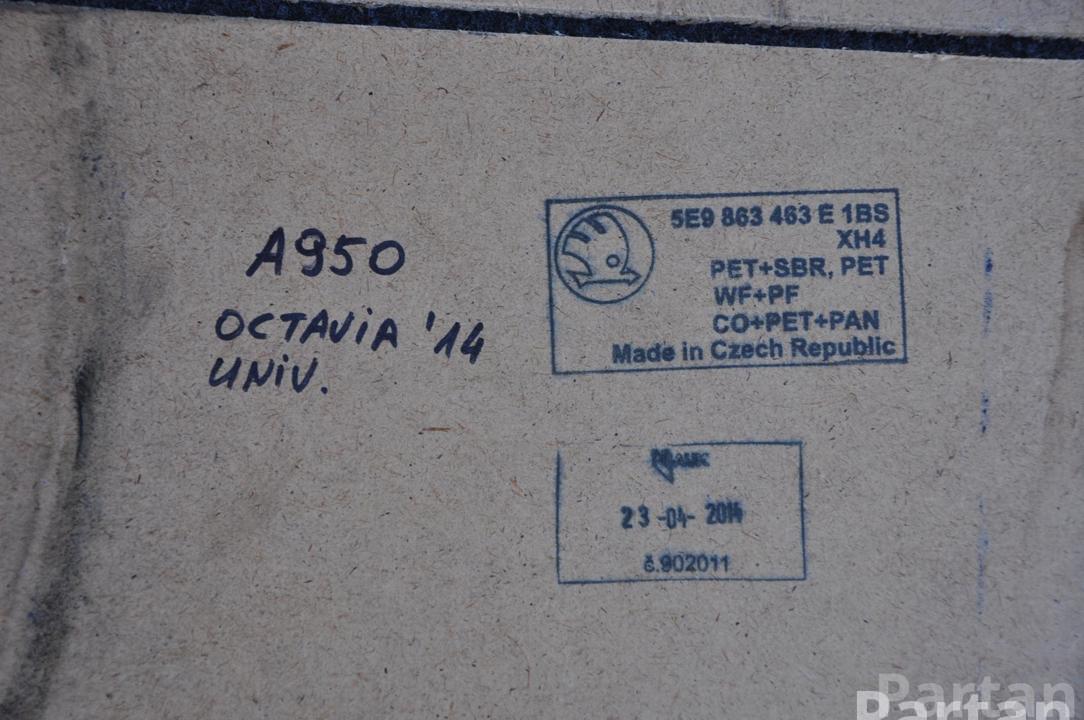 A950
OCTAViA '14
UNiV.
5E9 863 463 E 1BS
XH4
PET+SBR, PET
WF+PF
CO+PET+PAN
Made in Czech Republic
23-04-2014
č.902011
Partan
Partan